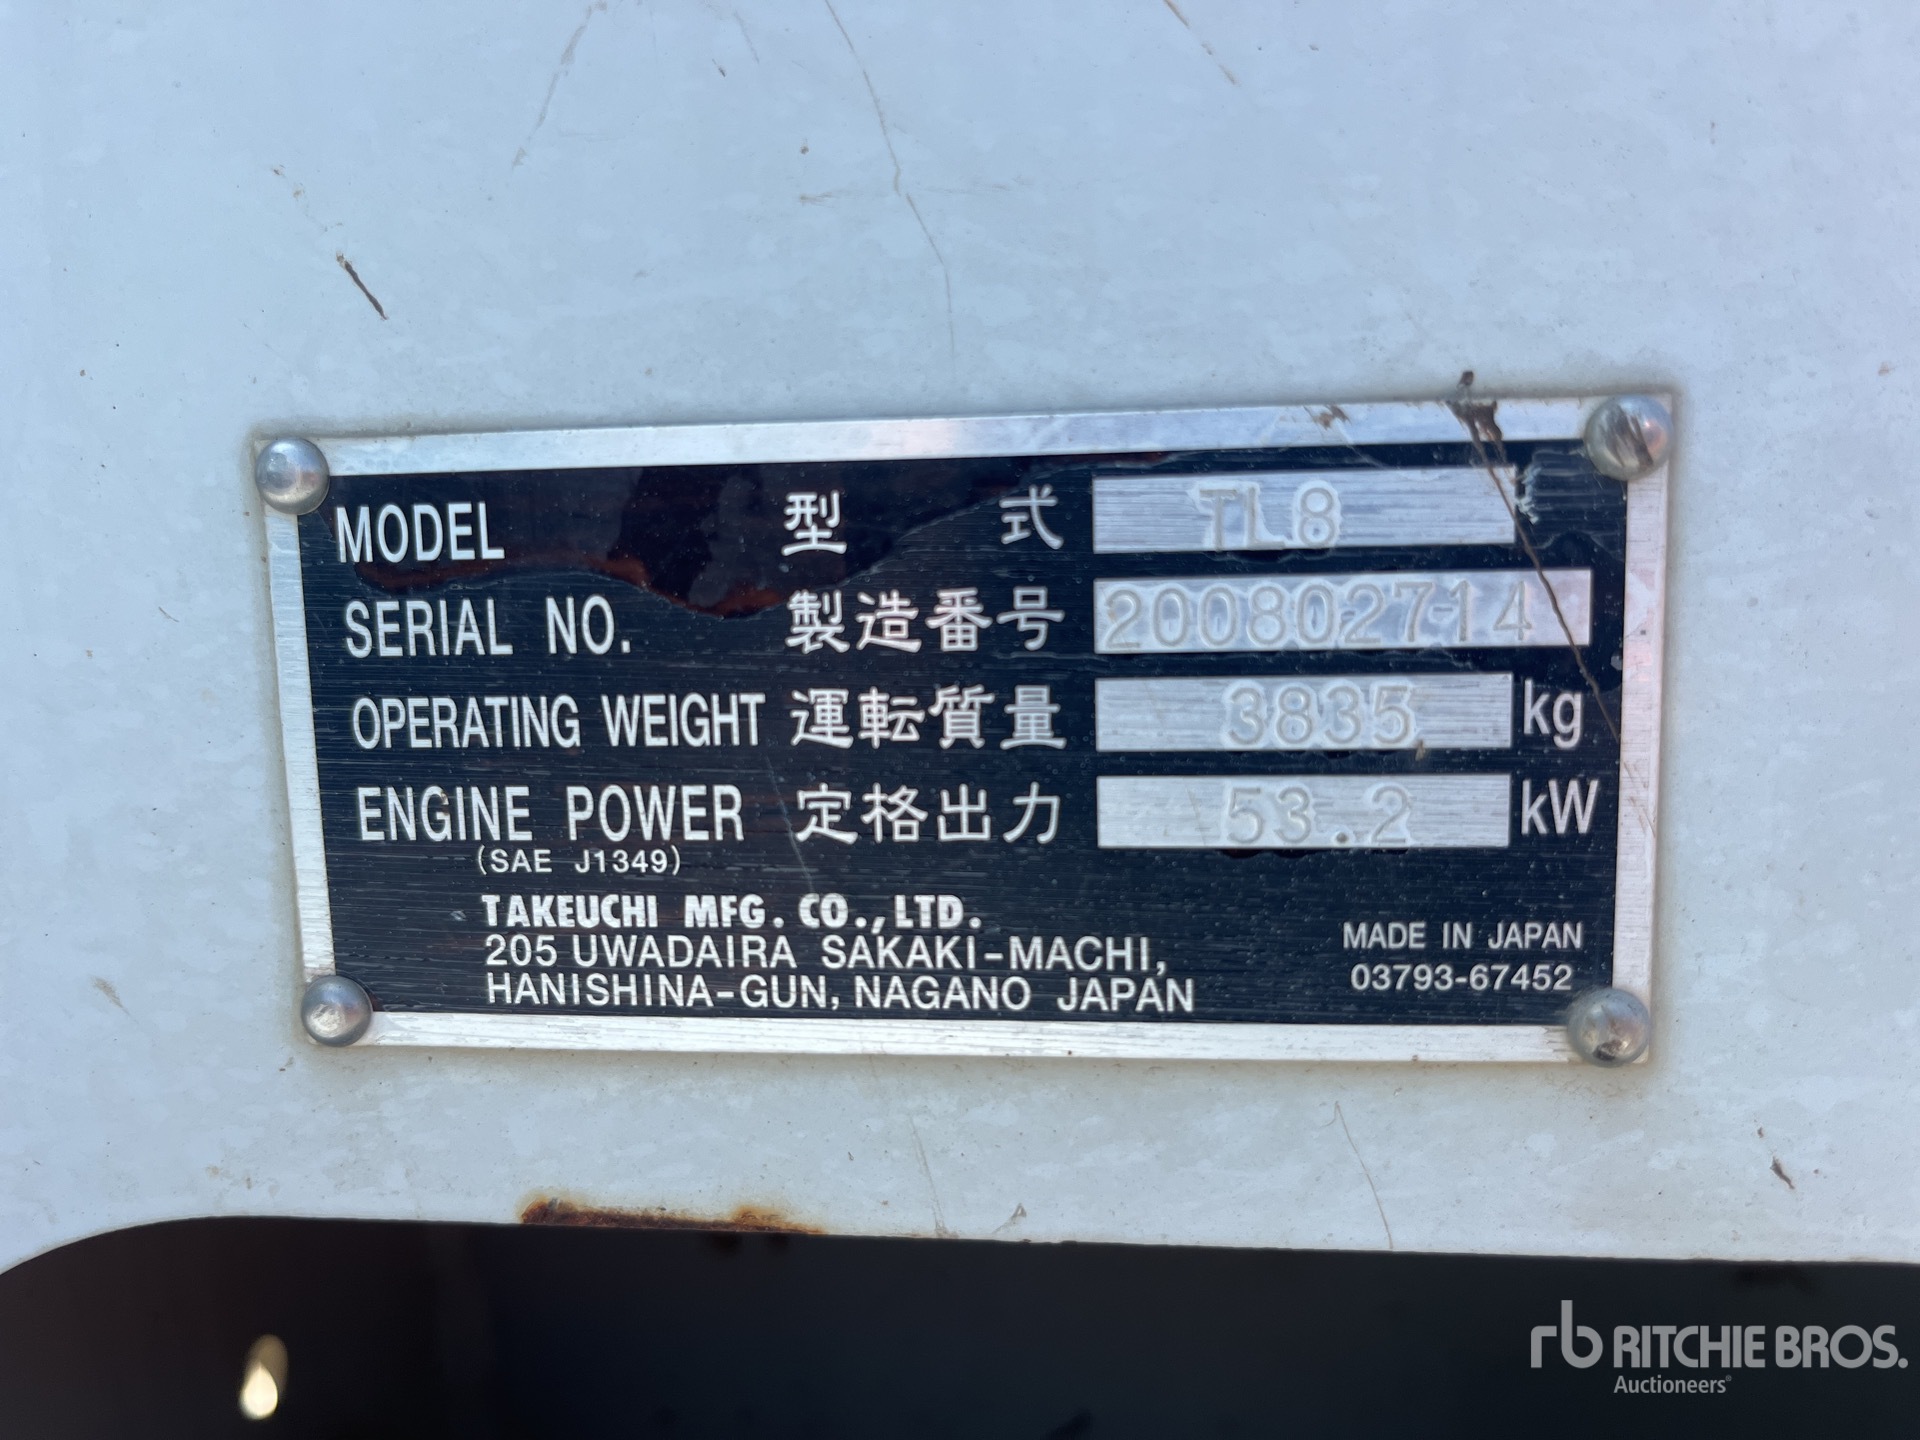 MODEL 型 式 TL8
SERIAL NO. 製造番号 200802714
OPERATING WEIGHT 運転質量 3835 kg
ENGINE POWER 定格出力 53.2 kW
(SAE J1349)
TAKEUCHI MFG. CO., LTD.
205 UWADAIRA SAKAKI-MACHI,
HANISHINA-GUN, NAGANO JAPAN
MADE IN JAPAN
03793-67452
rb RITCHIE BROS.
Auctioneers®